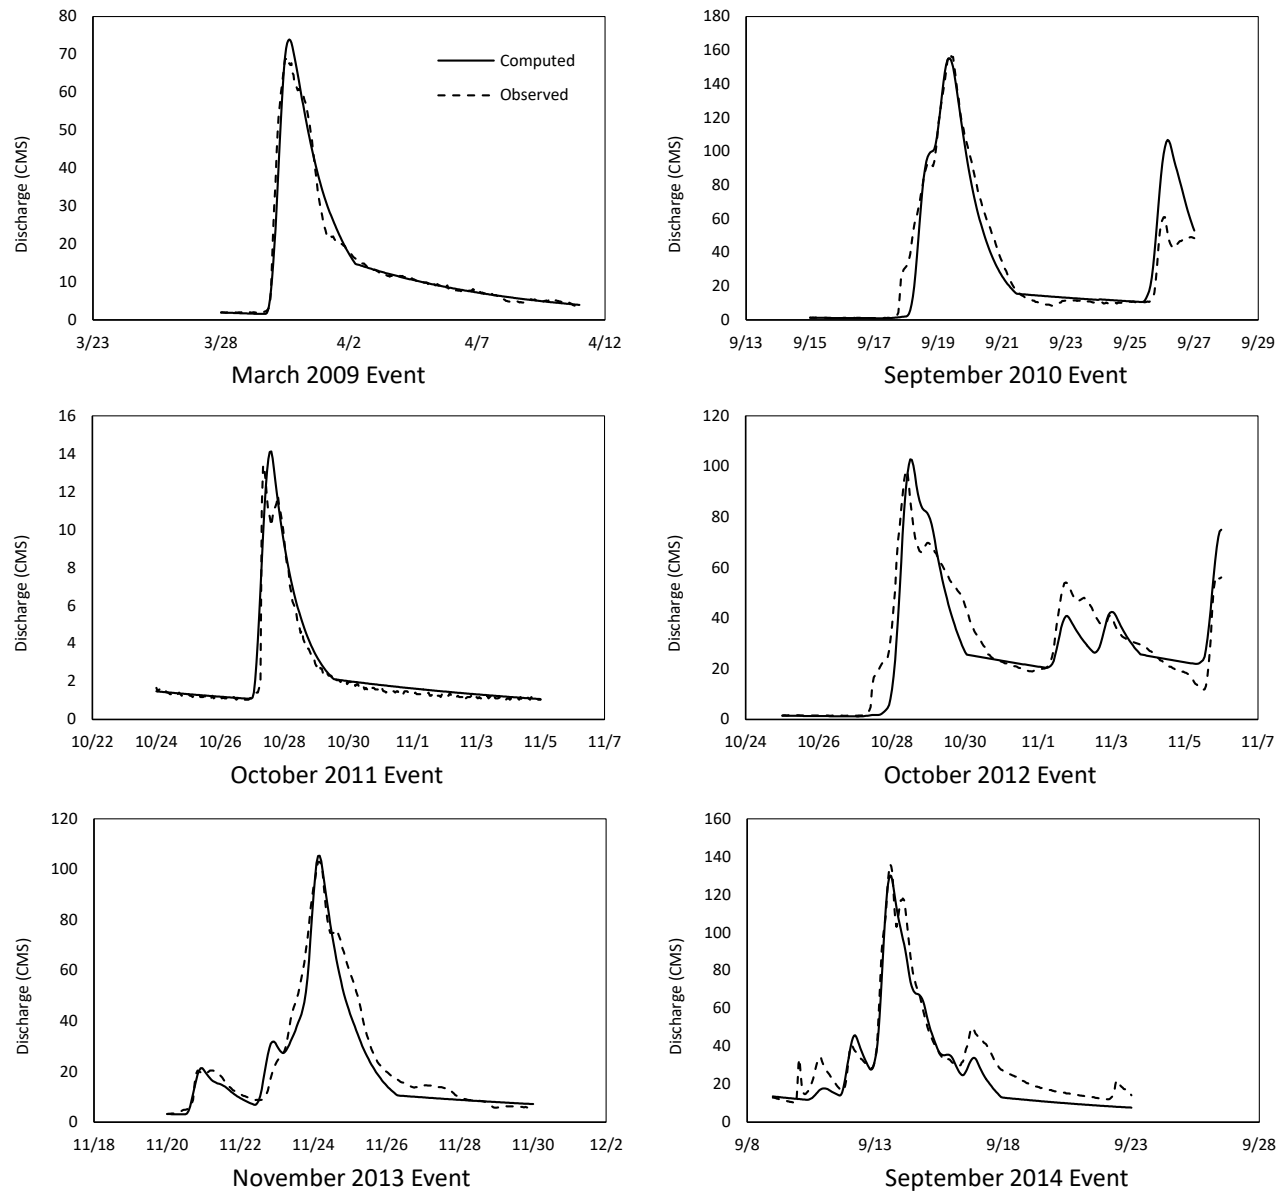 80
70
60
50
40
30
20
10
0
Discharge (CMS)
Computed
Observed
3/23 3/28 4/2 4/7 4/12
March 2009 Event
180
160
140
120
100
80
60
40
20
0
Discharge (CMS)
9/13 9/15 9/17 9/19 9/21 9/23 9/25 9/27 9/29
September 2010 Event
16
14
12
10
8
6
4
2
0
Discharge (CMS)
10/22 10/24 10/26 10/28 10/30 11/1 11/3 11/5 11/7
October 2011 Event
120
100
80
60
40
20
0
Discharge (CMS)
10/24 10/26 10/28 10/30 11/1 11/3 11/5 11/7
October 2012 Event
120
100
80
60
40
20
0
Discharge (CMS)
11/18 11/20 11/22 11/24 11/26 11/28 11/30 12/2
November 2013 Event
160
140
120
100
80
60
40
20
0
Discharge (CMS)
9/8 9/13 9/18 9/23 9/28
September 2014 Event